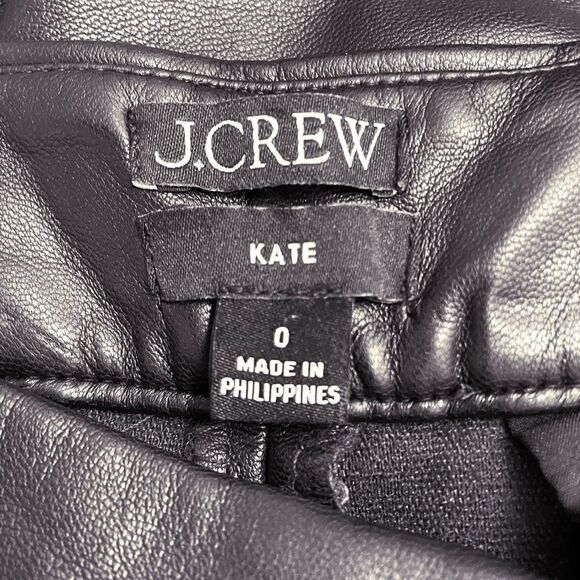 J.CREW
KATE
0
MADE IN
PHILIPPINES